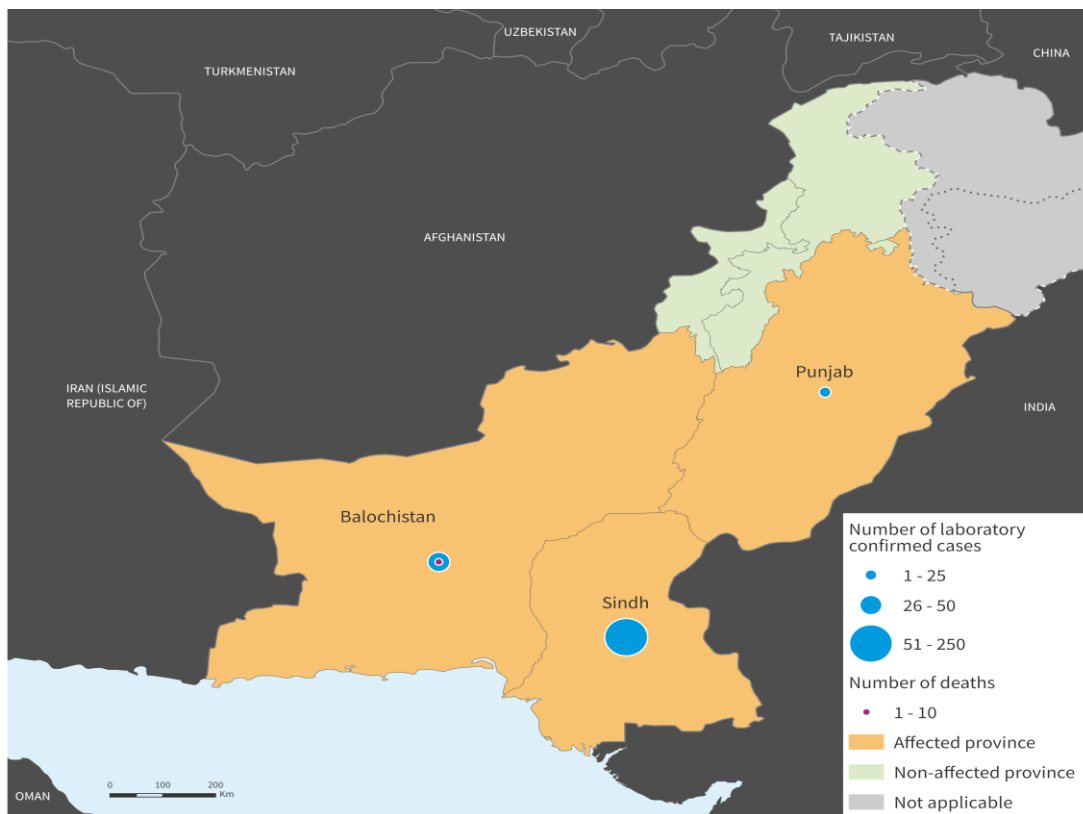 UZBEKISTAN
TAJIKISTAN
CHINA
TURKMENISTAN
AFGHANISTAN
IRAN (ISLAMIC
REPUBLIC OF)
Punjab
INDIA
Balochistan
Sindh
Number of laboratory
confirmed cases
1 - 25
26 - 50
51 - 250
Number of deaths
1 - 10
Affected province
Non-affected province
Not applicable
0 100 200
Km
OMAN